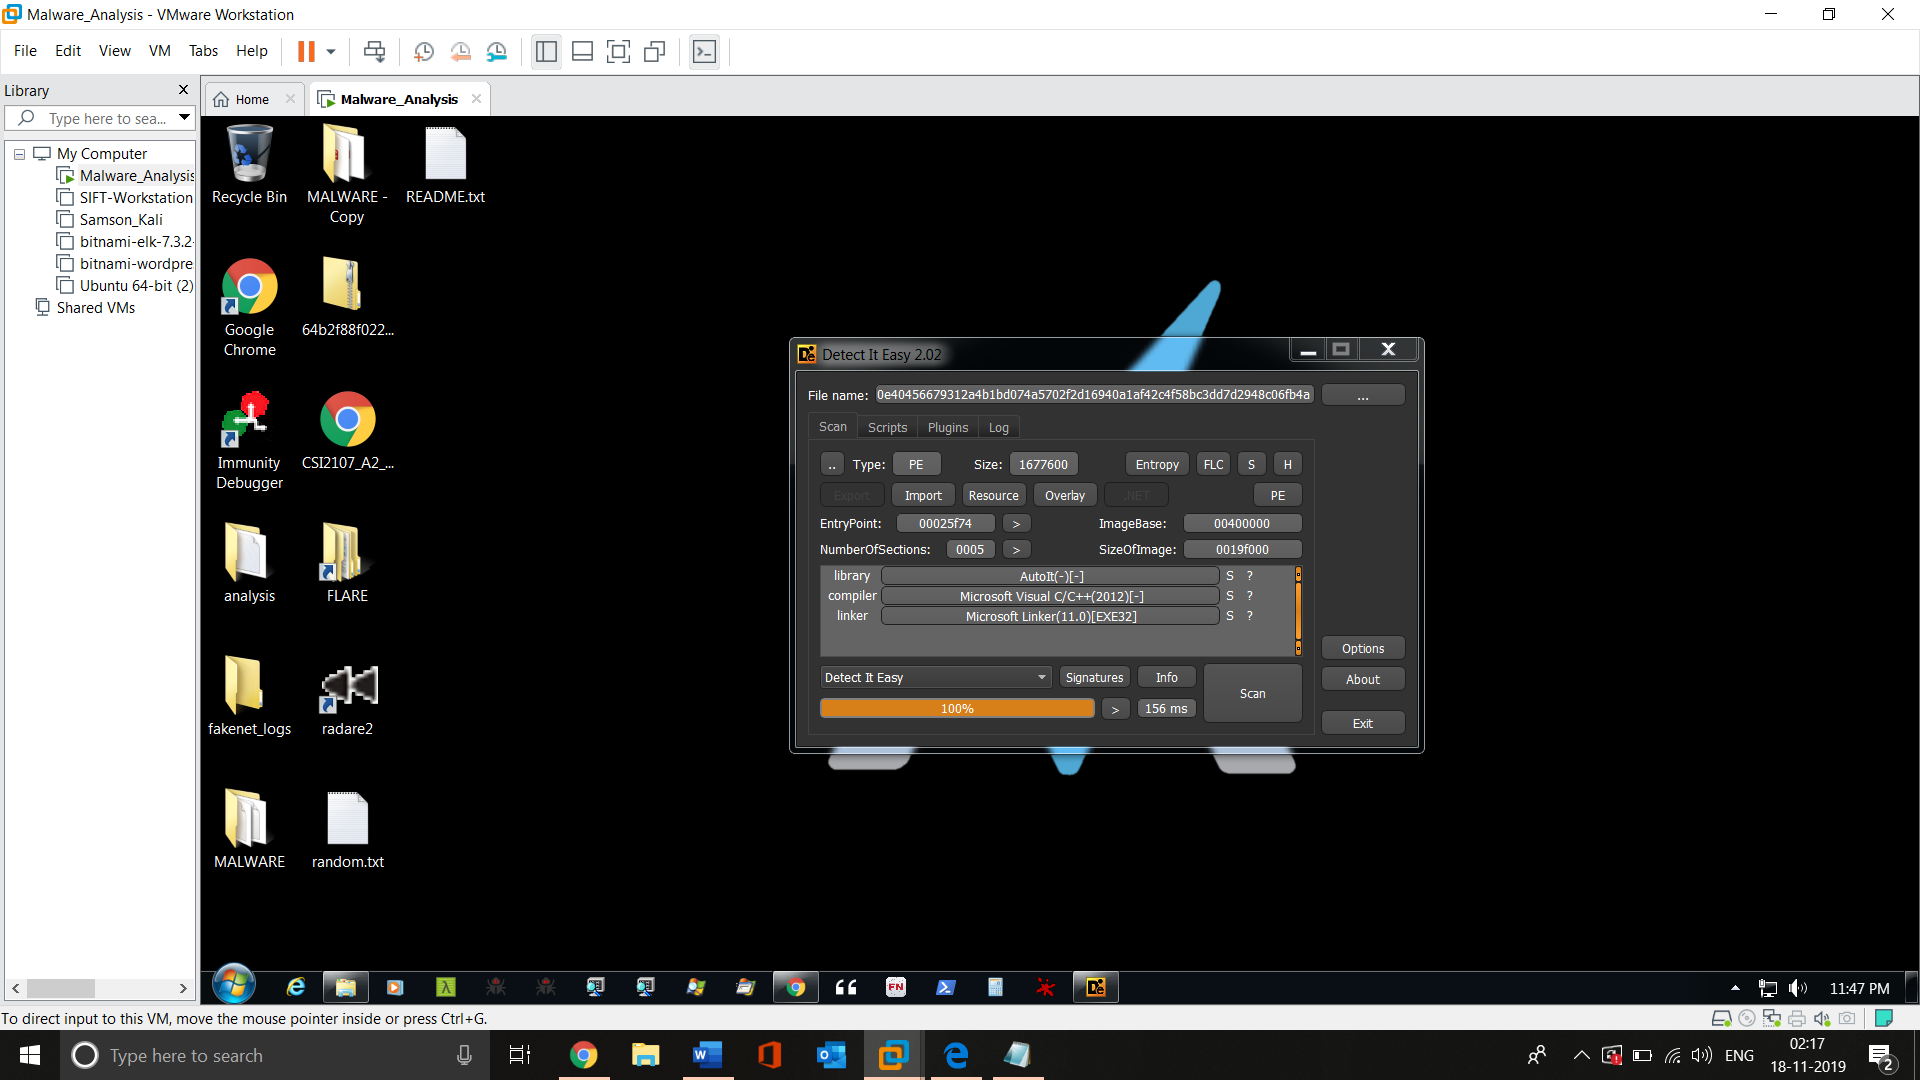 Malware_Analysis - VMware Workstation
File Edit View VM Tabs Help
Library
Type here to sea...
My Computer
Malware_Analysis
SIFT-Workstation
Samson_Kali
bitnami-elk-7.3.2-
bitnami-wordpre
Ubuntu 64-bit (2)
Shared VMs
Home
Malware_Analysis
Recycle Bin
MALWARE - Copy
README.txt
Google Chrome
64b2f88f022...
Immunity Debugger
CSI2107_A2_...
analysis
FLARE
fakenet_logs
radare2
MALWARE
random.txt
Detect It Easy 2.02
File name: 0e40456679312a4b1bd074a5702f2d16940a1af42c4f58bc3dd7d2948c06fb4a ...
Scan Scripts Plugins Log
.. Type: PE Size: 1677600 Entropy FLC S H
Export Import Resource Overlay .NET PE
EntryPoint: 00025f74 > ImageBase: 00400000
NumberOfSections: 0005 > SizeOfImage: 0019f000
library AutoIt(-)[-] S ?
compiler Microsoft Visual C/C++(2012)[-] S ?
linker Microsoft Linker(11.0)[EXE32] S ?
Options
Detect It Easy Signatures Info Scan About
100% > 156 ms
Exit
FN
11:47 PM
To direct input to this VM, move the mouse pointer inside or press Ctrl+G.
Type here to search
ENG
02:17
18-11-2019
2